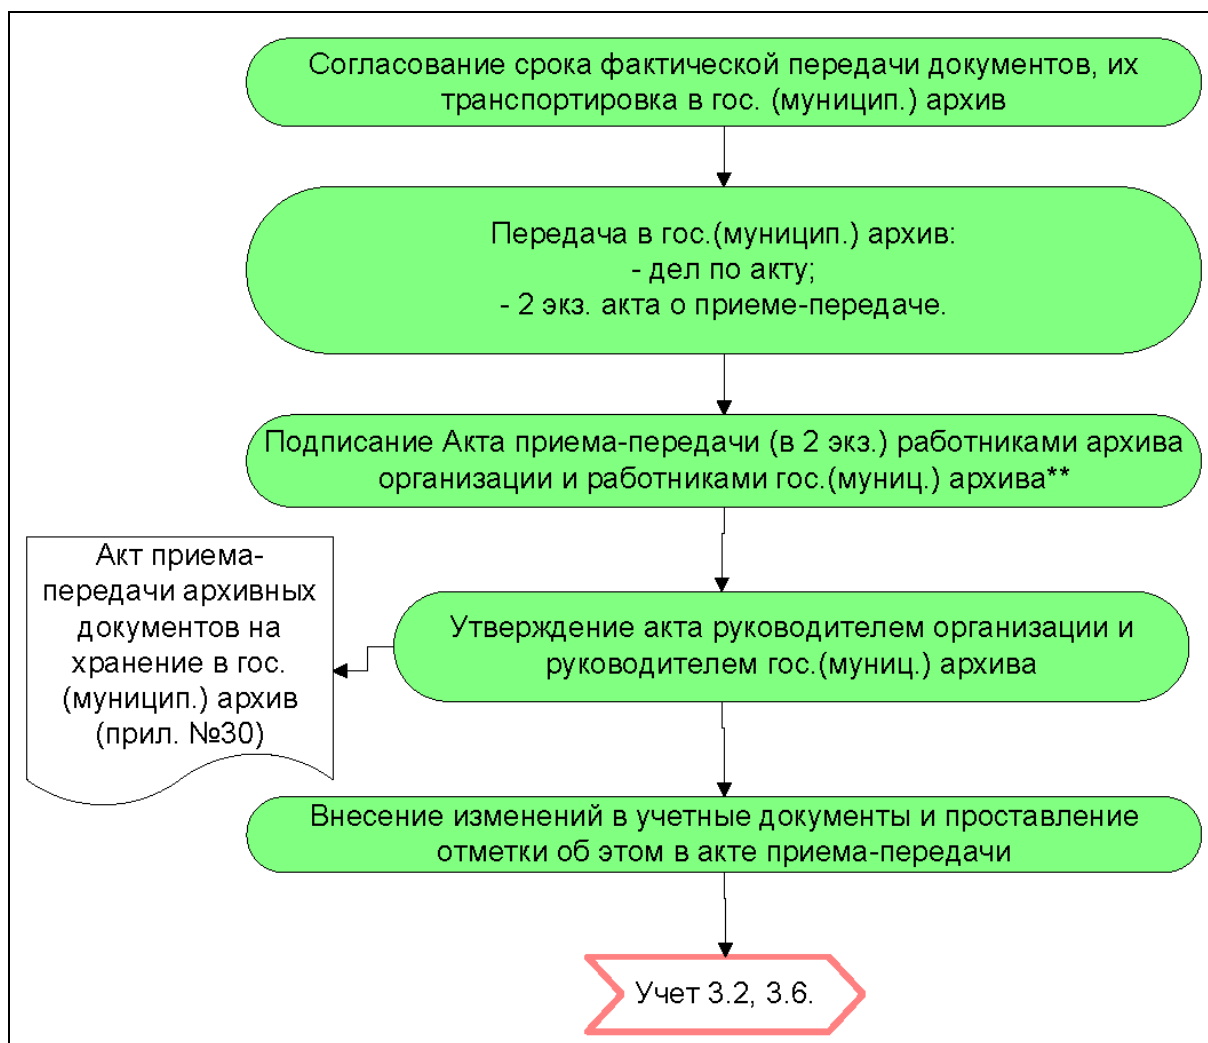 Согласование срока фактической передачи документов, их
транспортировка в гос. (муницип.) архив
Передача в гос.(муницип.) архив:
- дел по акту;
- 2 экз. акта о приеме-передаче.
Подписание Акта приема-передачи (в 2 экз.) работниками архива
организации и работниками гос.(муниц.) архива**
Акт приема-
передачи архивных
документов на
хранение в гос.
(муницип.) архив
(прил. №30)
Утверждение акта руководителем организации и
руководителем гос.(муниц.) архива
Внесение изменений в учетные документы и проставление
отметки об этом в акте приема-передачи
Учет 3.2, 3.6.